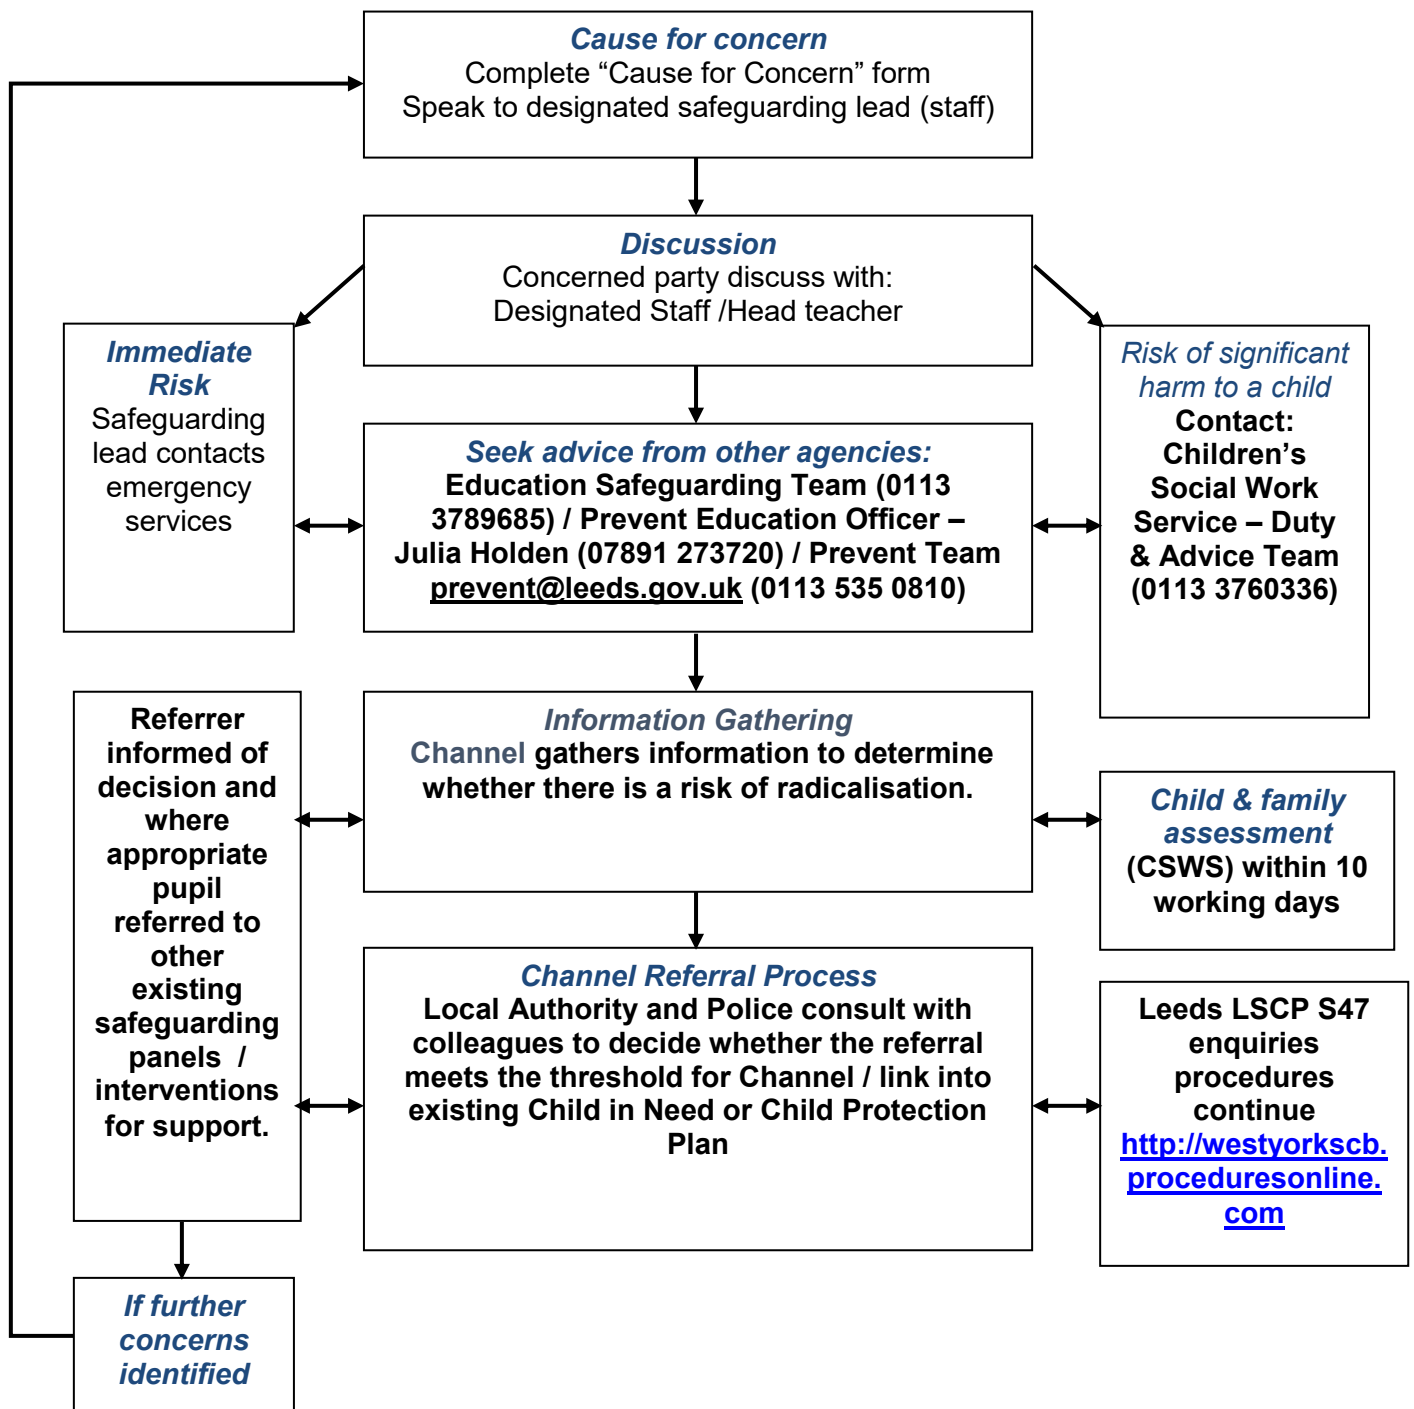 Cause for concern
Complete “Cause for Concern” form
Speak to designated safeguarding lead (staff)
Discussion
Concerned party discuss with:
Designated Staff /Head teacher
Immediate
Risk
Safeguarding
lead contacts
emergency
services
Seek advice from other agencies:
Education Safeguarding Team (0113
3789685) / Prevent Education Officer –
Julia Holden (07891 273720) / Prevent Team
prevent@leeds.gov.uk (0113 535 0810)
Risk of significant
harm to a child
Contact:
Children’s
Social Work
Service – Duty
& Advice Team
(0113 3760336)
Referrer
informed of
decision and
where
appropriate
pupil
referred to
other
existing
safeguarding
panels /
interventions
for support.
Information Gathering
Channel gathers information to determine
whether there is a risk of radicalisation.
Child & family
assessment
(CSWS) within 10
working days
Channel Referral Process
Local Authority and Police consult with
colleagues to decide whether the referral
meets the threshold for Channel / link into
existing Child in Need or Child Protection
Plan
Leeds LSCP S47
enquiries
procedures
continue
http://westyorkscb.
proceduresonline.
com
If further
concerns
identified